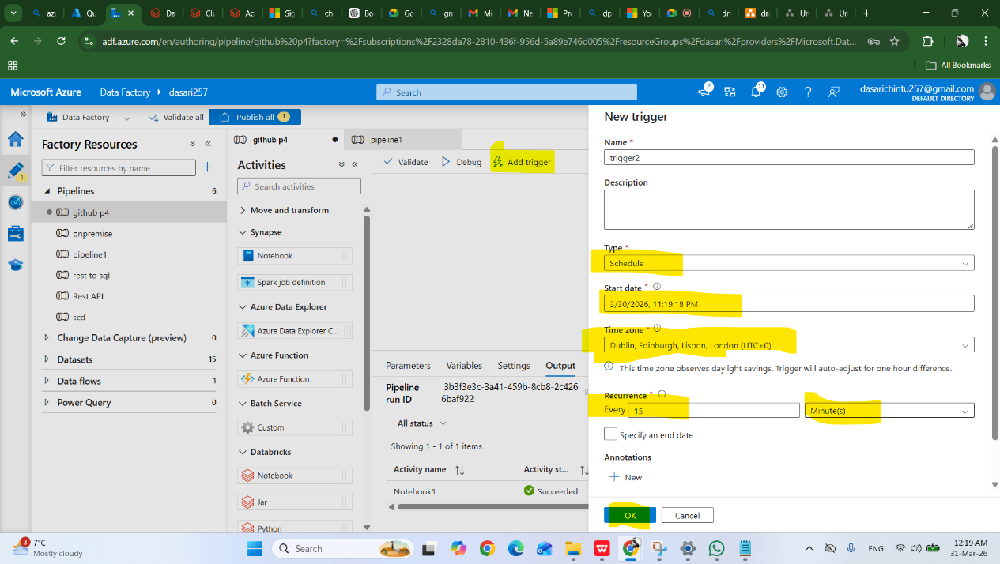 az
Qu
Da
Clu
Ac
Sig
ch
Bo
Go
gn
Mi
Ne
Pro
dp
Yo
dra
dra
Un
Un
adf.azure.com/en/authoring/pipeline/github%20p4?factory=%2Fsubscriptions%2F2328da78-2810-436f-956d-5a89e746d005%2FresourceGroups%2Fdasari%2Fproviders%2FMicrosoft.Dat...
All Bookmarks
Microsoft Azure
Data Factory
dasari257
Search
2
11
dasarichintu257@gmail.com
DEFAULT DIRECTORY
Data Factory
Validate all
Publish all 1
Factory Resources
Filter resources by name
1
Pipelines 6
github p4
onpremise
pipeline1
rest to sql
Rest API
scd
Change Data Capture (preview) 0
Datasets 15
Data flows 1
Power Query 0
github p4
pipeline1
Activities
Search activities
Move and transform
Synapse
Notebook
Spark job definition
Azure Data Explorer
Azure Data Explorer C...
Azure Function
Azure Function
Batch Service
Custom
Databricks
Notebook
Jar
Python
Validate
Debug
Add trigger
Parameters
Variables
Settings
Output
Pipeline run ID
3b3f3e3c-3a41-459b-8cb8-2c426
6baf922
All status
Showing 1 - 1 of 1 items
Activity name
Activity st...
Notebook1
Succeeded
New trigger
Name *
trigger2
Description
Type *
Schedule
Start date *
3/30/2026, 11:19:18 PM
Time zone *
Dublin, Edinburgh, Lisbon, London (UTC+0)
This time zone observes daylight savings. Trigger will auto-adjust for one hour difference.
Recurrence *
Every 15 Minute(s)
Specify an end date
Annotations
New
OK
Cancel
3
7°C
Mostly cloudy
Search
ENG
12:19 AM
31-Mar-26